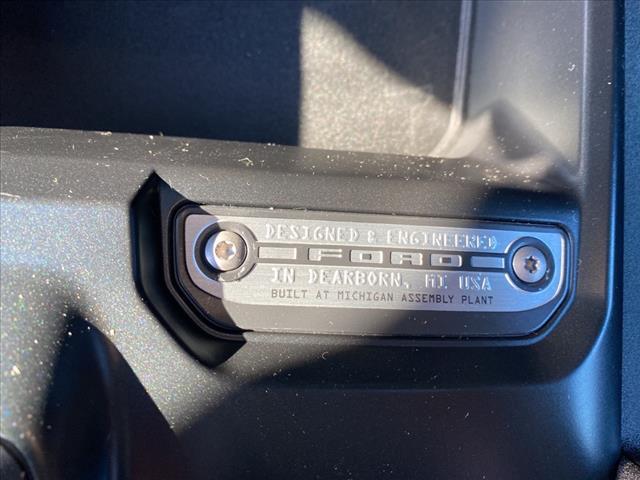 DESIGNED & ENGINEERED
FORD
IN DEARBORN, MI USA
BUILT AT MICHIGAN ASSEMBLY PLANT